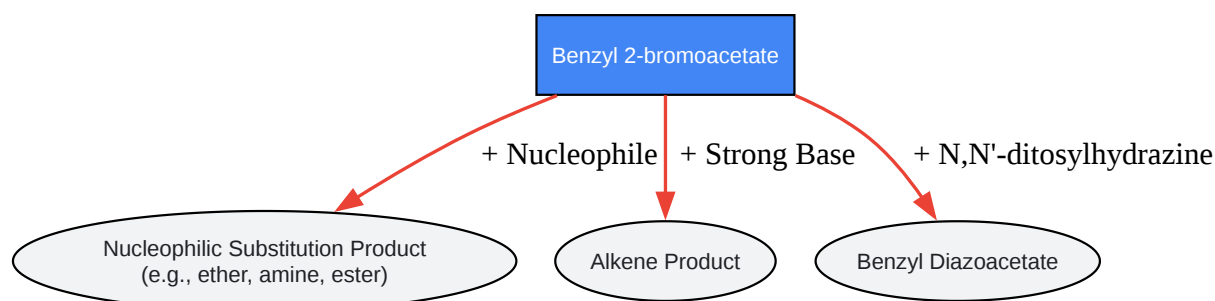 Benzyl 2-bromoacetate
+ Nucleophile
+ Strong Base
+ N,N'-ditosylhydrazine
Nucleophilic Substitution Product
(e.g., ether, amine, ester)
Alkene Product
Benzyl Diazoacetate